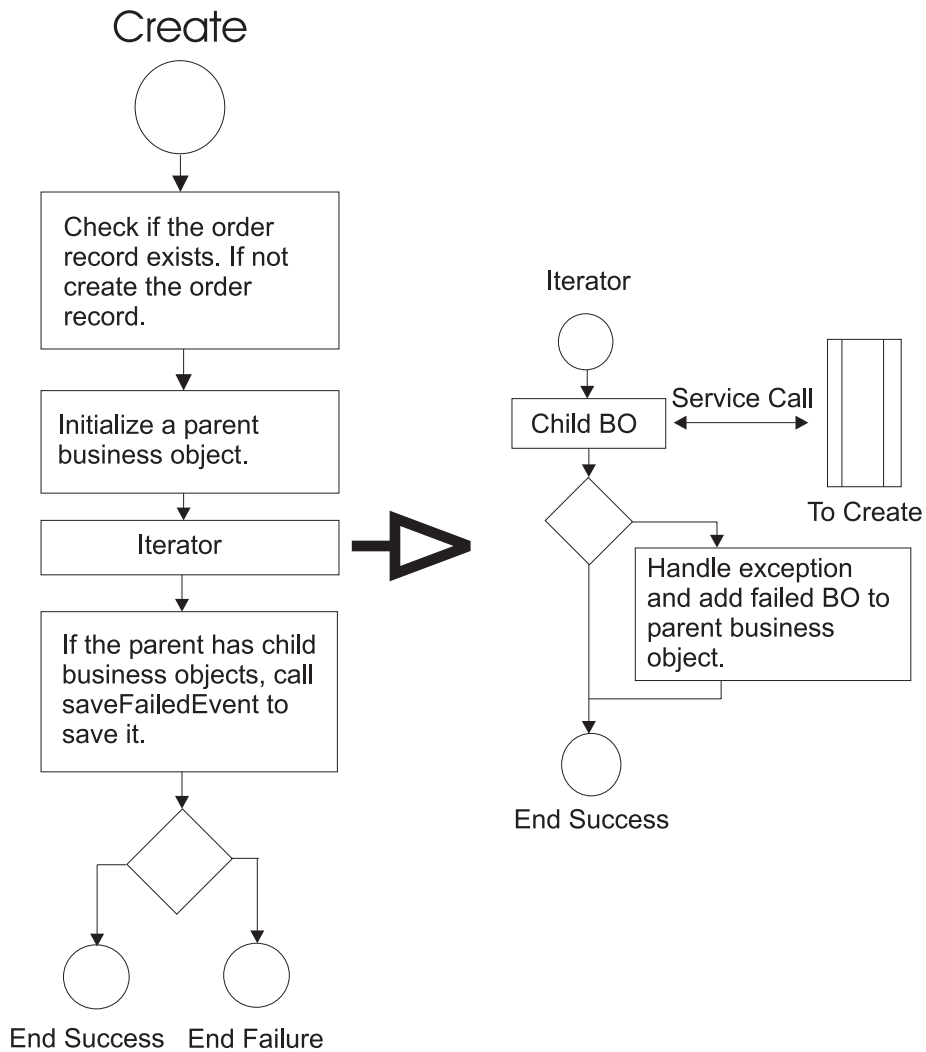 Create
Check if the order
record exists. If not
create the order
record.
Initialize a parent
business object.
Iterator
If the parent has child
business objects, call
saveFailedEvent to
save it.
End Success
End Failure
Iterator
Child BO
Service Call
To Create
Handle exception
and add failed BO to
parent business
object.
End Success